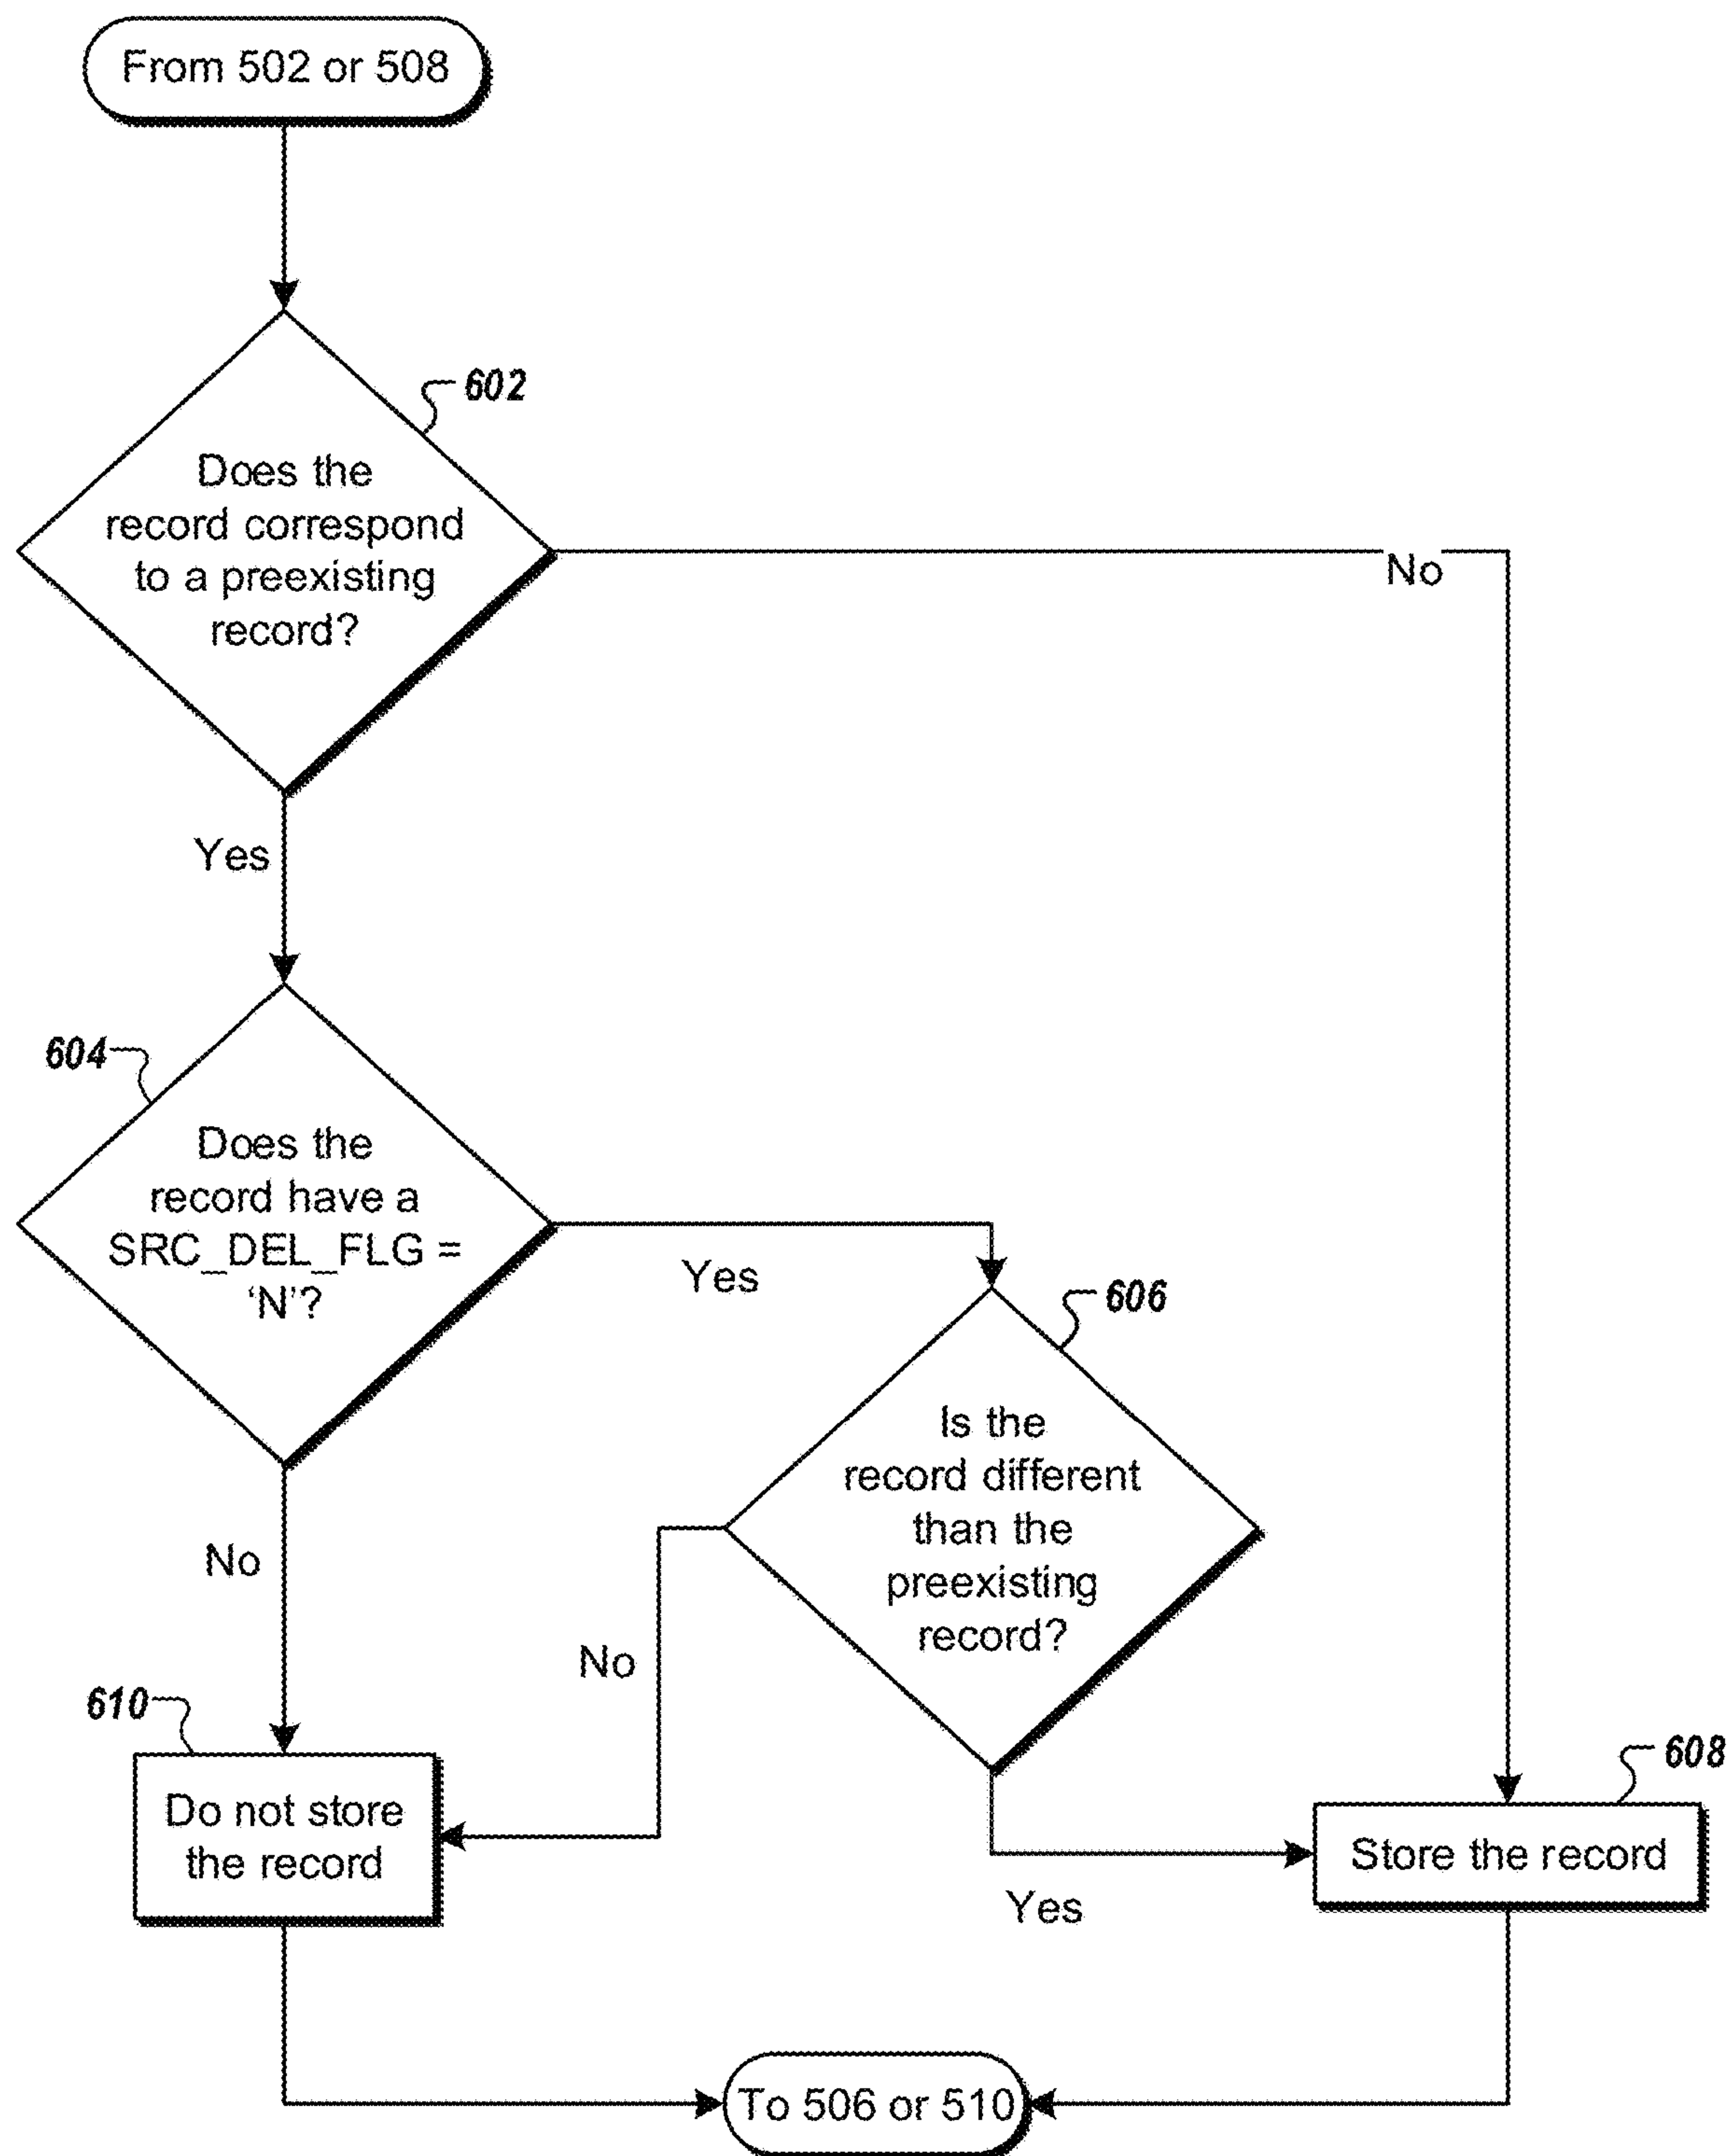 From 502 or 508
602
Does the
record correspond
to a preexisting
record?
No
Yes
604
Does the
record have a
SRC_DEL_FLG =
‘N’?
Yes
606
Is the
record different
than the
preexisting
record?
No
No
610
Do not store
the record
608
Store the record
Yes
To 506 or 510